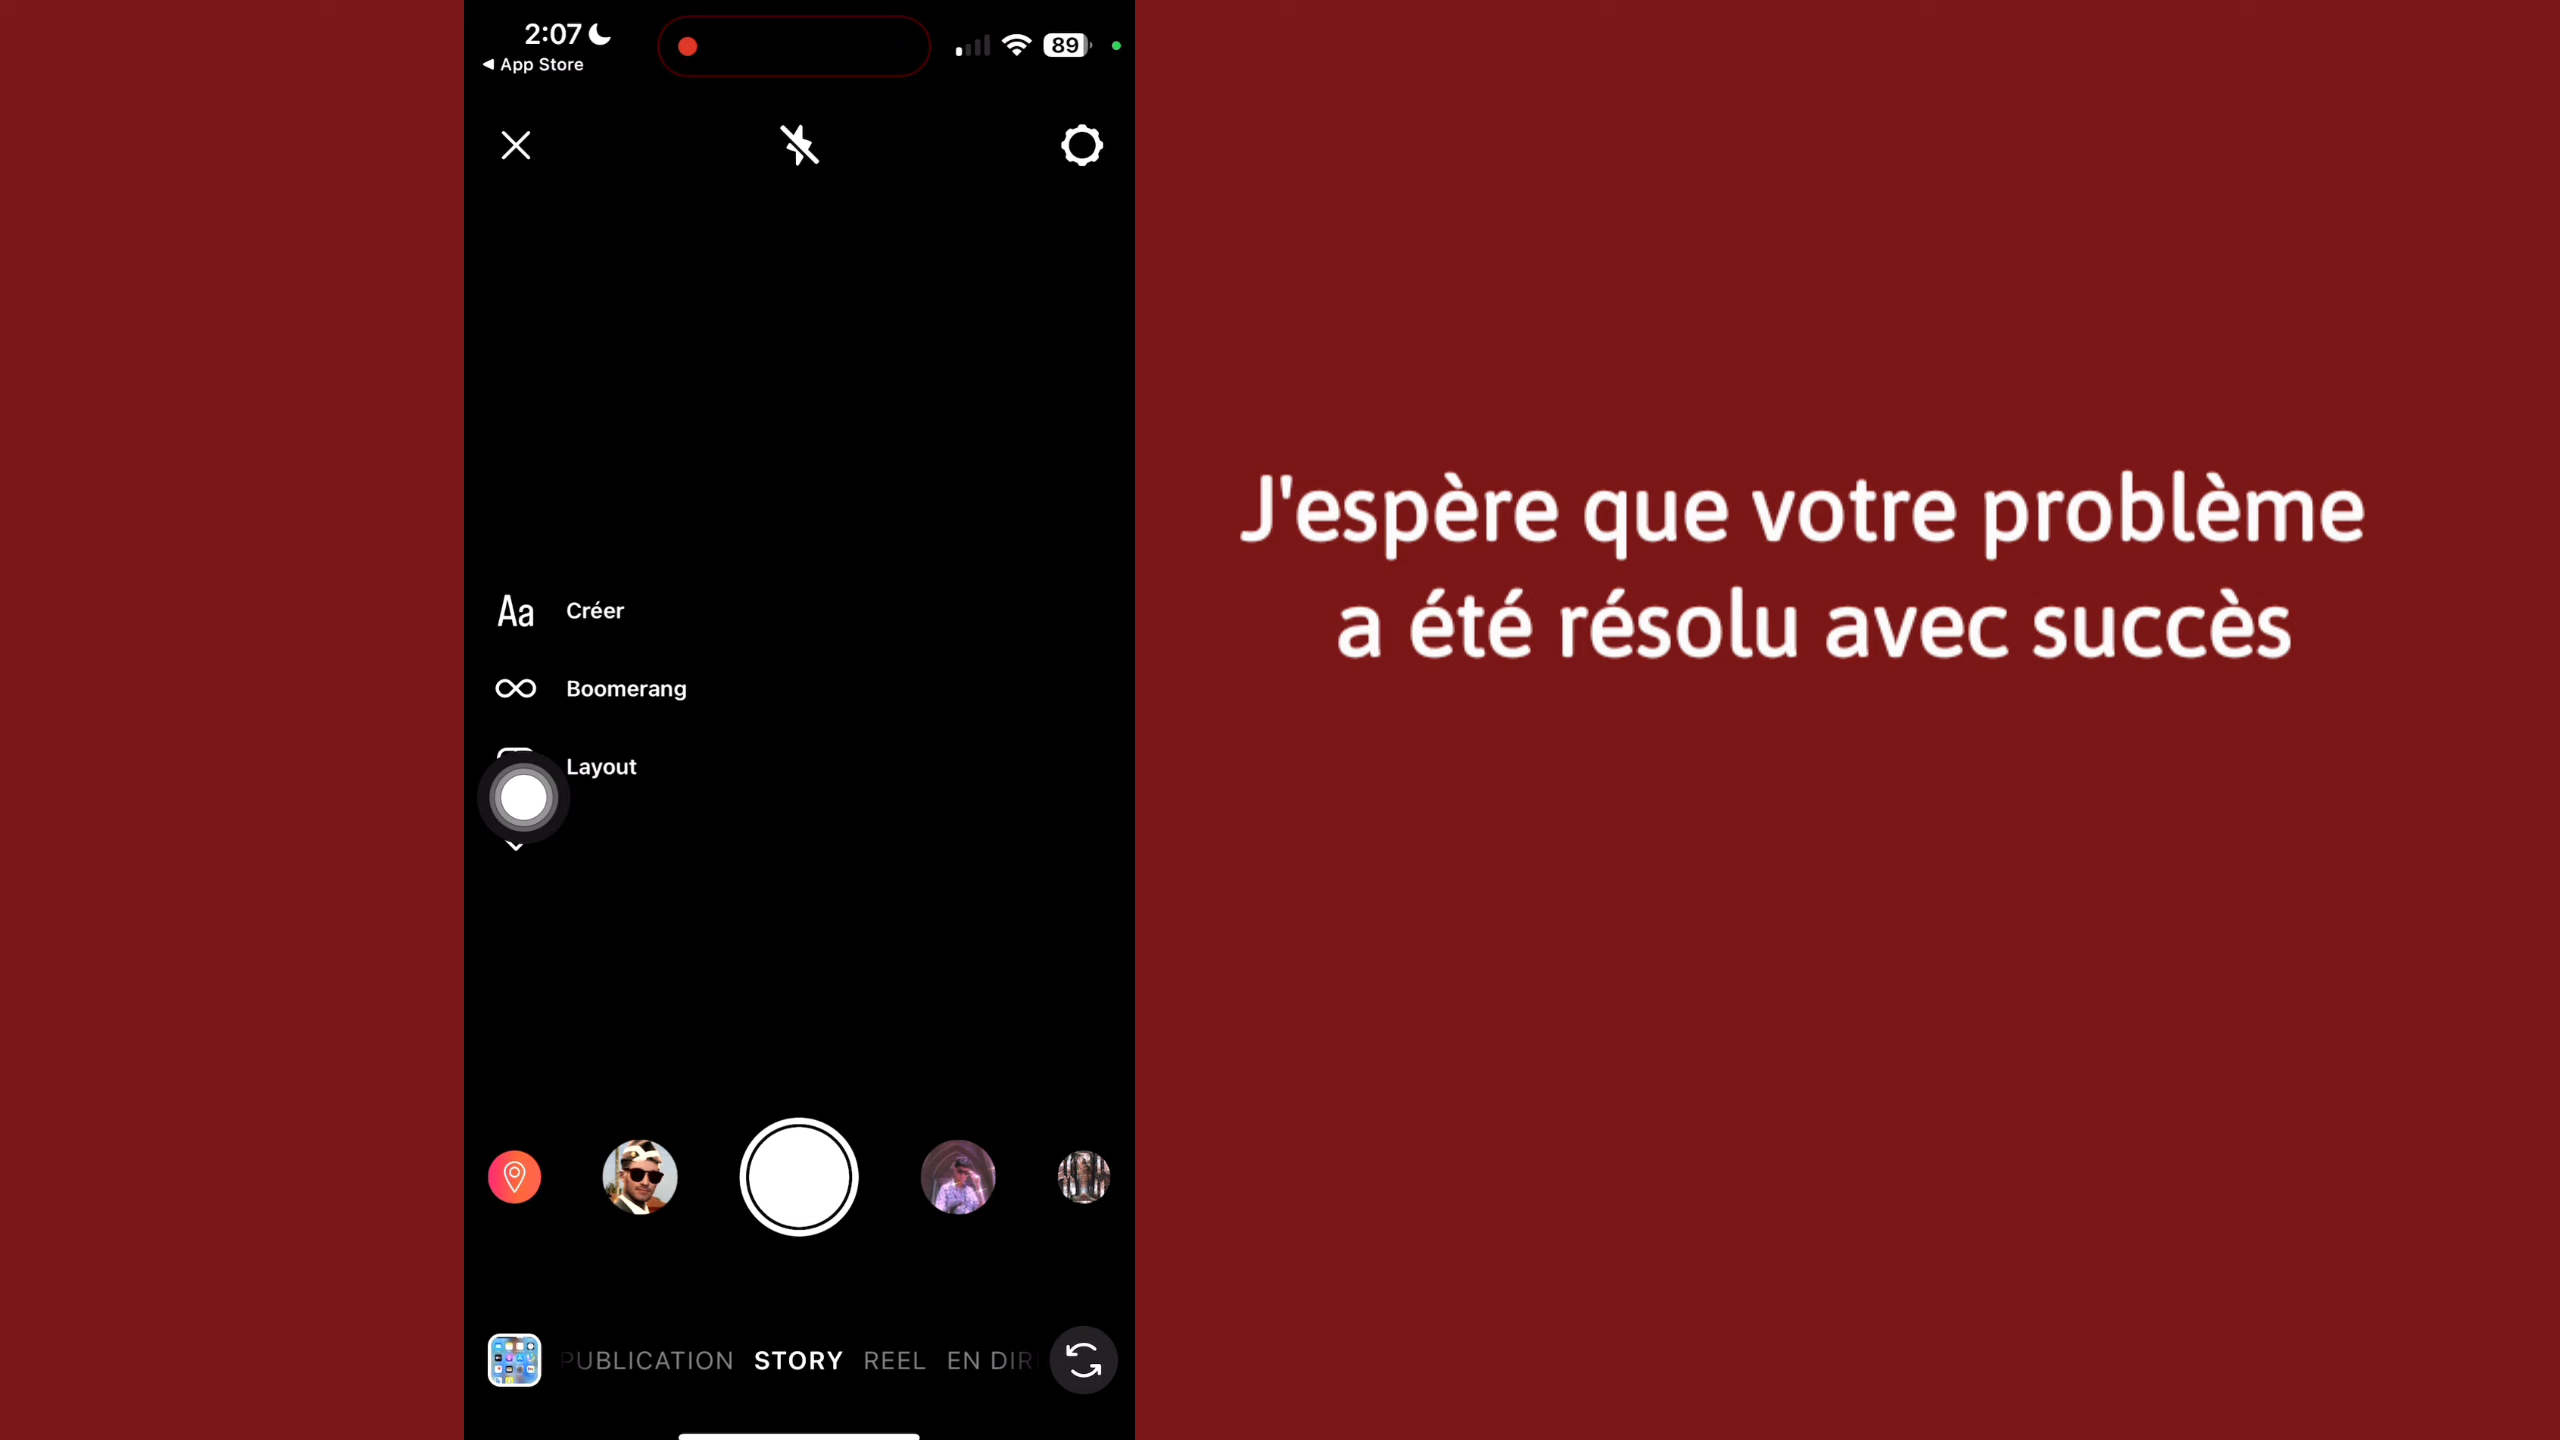 2:07
89
◀ App Store
J'espère que votre problème
a été résolu avec succès
Aa Créer
Boomerang
Layout
PUBLICATION STORY REEL EN DIR